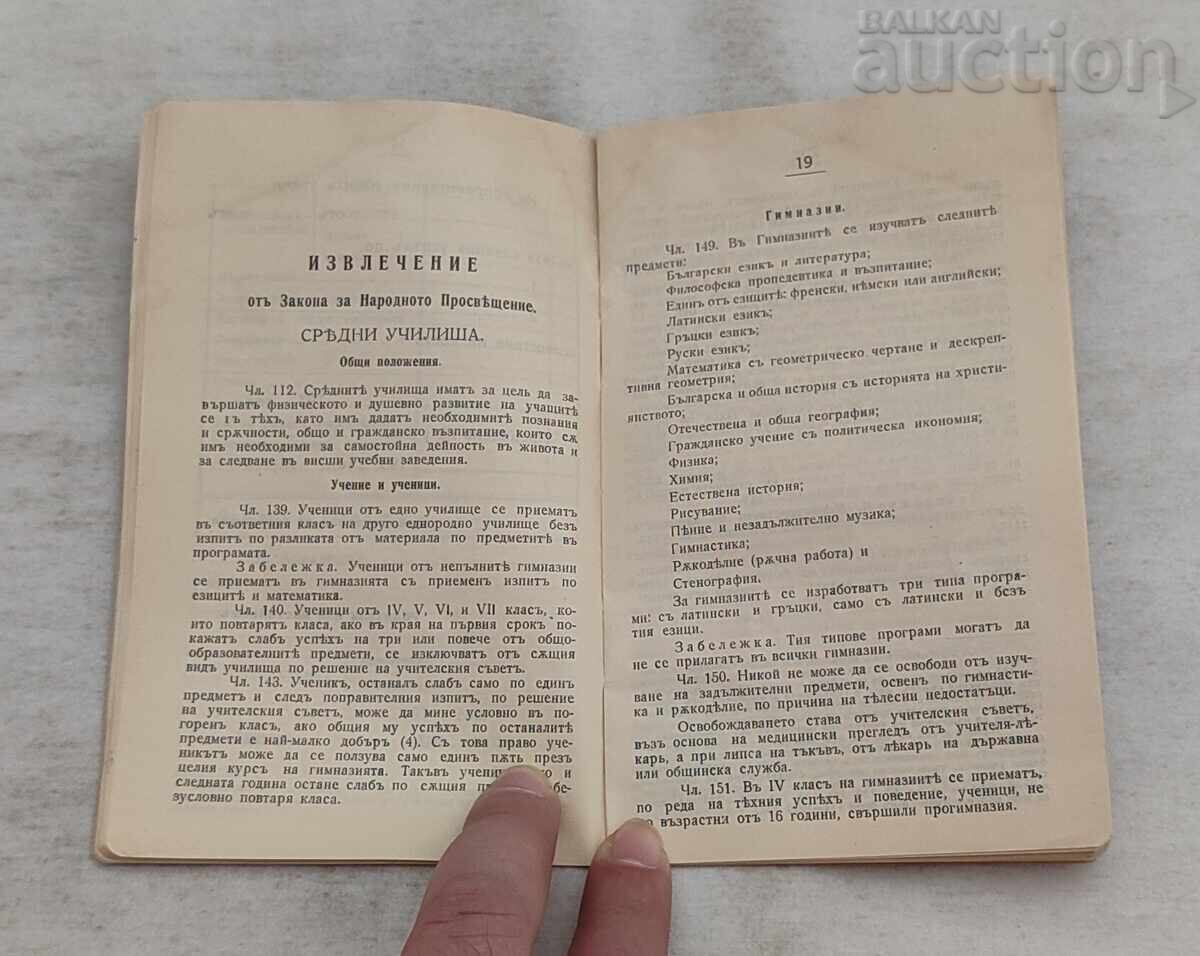 BALKAN
auction
ИЗВЛЕЧЕНИЕ
отъ Закона за Народното Просвѣщение.
СРѢДНИ УЧИЛИША.
Общи положения.
Чл. 112. Срѣднитѣ училища иматъ за цель да за-
вършатъ физическото и душевно развитие на учащитѣ
се въ тѣхъ, като имъ дадатъ необходимитѣ познания
и срѫчности, общо и гражданско възпитание, които сѫ
имъ необходими за самостойна дейность въ живота и
за следване въ висши учебни заведения.
Учение и ученици.
Чл. 139. Ученици отъ едно училище се приематъ
въ съответния класъ на друго еднородно училище безъ
изпитъ по разликата отъ материала по предметитѣ въ
програмата.
Забележка. Ученици отъ непълнитѣ гимназии
се приематъ въ гимназията съ приеменъ изпитъ по
езицитѣ и математика.
Чл. 140. Ученици отъ IV, V, VI, и VII класъ, кои-
ито повтарятъ класа, ако въ края на първия срокъ по-
кажатъ слабъ успѣхъ на три или повече отъ общо-
образователнитѣ предмети, се изключватъ отъ сѫщия
видъ училища по решение на учителския съветъ.
Чл. 143. Ученикъ, останалъ слабъ само по единъ
предметъ и следъ поправителния изпитъ, по решение
на учителския съветъ, може да мине условно въ по-
горенъ класъ, ако общия му успѣхъ по останалитѣ
предмети е най-малко добъръ (4). Съ това право уче-
никътъ може да се ползува само единъ пѫть презъ
целия курсъ на гимназията. Такъвъ ученик и
следната година остане слабъ по сѫщия бе-
зусловно повтаря класа.
19
Гимназии.
Чл. 149. Въ Гимназиитѣ се изучватъ следнитѣ
предмети:
Български езикъ и литература;
Философска пропедевтика и възпитание;
Единъ отъ езицитѣ: френски, нѣмски или английски;
Латински езикъ;
Гръцки езикъ;
Руски езикъ;
Математика съ геометрическо чертане и дескреп-
тивна геометрия;
Българска и обща история съ историята на христи-
янството;
Отечествена и обща география;
Гражданско учение съ политическа икономия;
Физика;
Химия;
Естествена история;
Рисуване;
Пѣние и незадължително музика;
Гимнастика;
Рѫкодѣлие (рѫчна работа) и
Стенография.
За гимназиитѣ се изработватъ три типа програ-
ми: съ латински и гръцки, само съ латински и безъ
тия езици.
Забележка. Тия типове програми могатъ да
не се прилагатъ въ всички гимназии.
Чл. 150. Никой не може да се освободи отъ изуч-
ване на задължителни предмети, освенъ по гимнасти-
ка и рѫкодѣлие, по причина на тѣлесни недостатъци.
Освобождаването става отъ учителския съветъ,
възъ основа на медицински прегледъ отъ учителя-лѣ-
карь, а при липса на тъкъвъ, отъ лѣкарь на държавна
или общинска служба.
Чл. 151. Въ IV класъ на гимназиитѣ се приематъ,
по реда на тѣхния успѣхъ и поведение, ученици, не
възрастни отъ 16 години, свършили прогимназия.